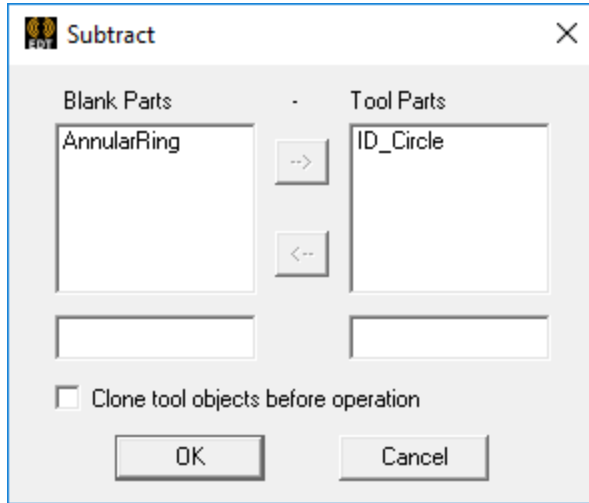 EDT Subtract
Blank Parts - Tool Parts
AnnularRing ID_Circle
-->
<--
Clone tool objects before operation
OK Cancel